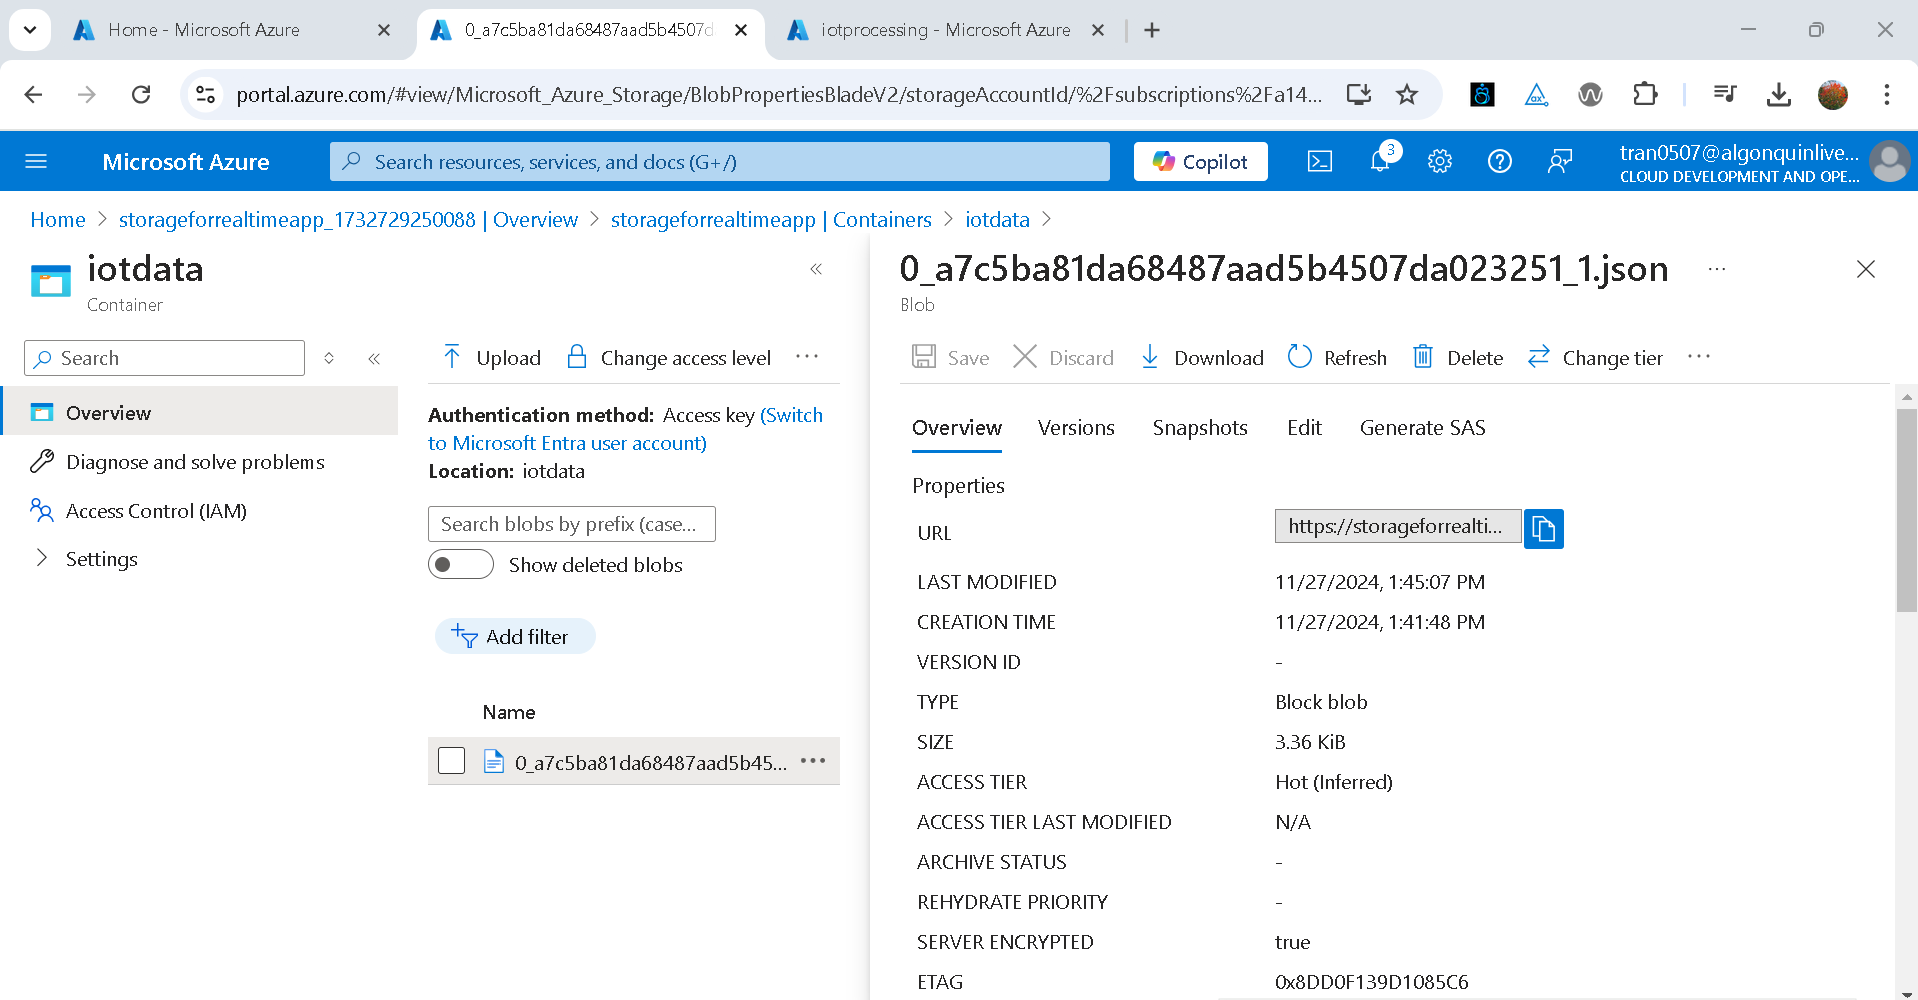 Home - Microsoft Azure
0_a7c5ba81da68487aad5b4507d
iotprocessing - Microsoft Azure
portal.azure.com/#view/Microsoft_Azure_Storage/BlobPropertiesBladeV2/storageAccountId/%2Fsubscriptions%2Fa14...
Microsoft Azure
Search resources, services, and docs (G+/)
Copilot
3
tran0507@algonquinlive...
CLOUD DEVELOPMENT AND OPE...
Home > storageforrealtimeapp_1732729250088 | Overview > storageforrealtimeapp | Containers > iotdata >
iotdata
Container
Search
Overview
Diagnose and solve problems
Access Control (IAM)
Settings
Upload
Change access level
Authentication method: Access key (Switch
to Microsoft Entra user account)
Location: iotdata
Search blobs by prefix (case...
Show deleted blobs
Add filter
Name
0_a7c5ba81da68487aad5b45...
0_a7c5ba81da68487aad5b4507da023251_1.json
Blob
Save
Discard
Download
Refresh
Delete
Change tier
Overview
Versions
Snapshots
Edit
Generate SAS
Properties
URL
https://storageforrealti...
LAST MODIFIED
11/27/2024, 1:45:07 PM
CREATION TIME
11/27/2024, 1:41:48 PM
VERSION ID
-
TYPE
Block blob
SIZE
3.36 KiB
ACCESS TIER
Hot (Inferred)
ACCESS TIER LAST MODIFIED
N/A
ARCHIVE STATUS
-
REHYDRATE PRIORITY
-
SERVER ENCRYPTED
true
ETAG
0x8DD0F139D1085C6